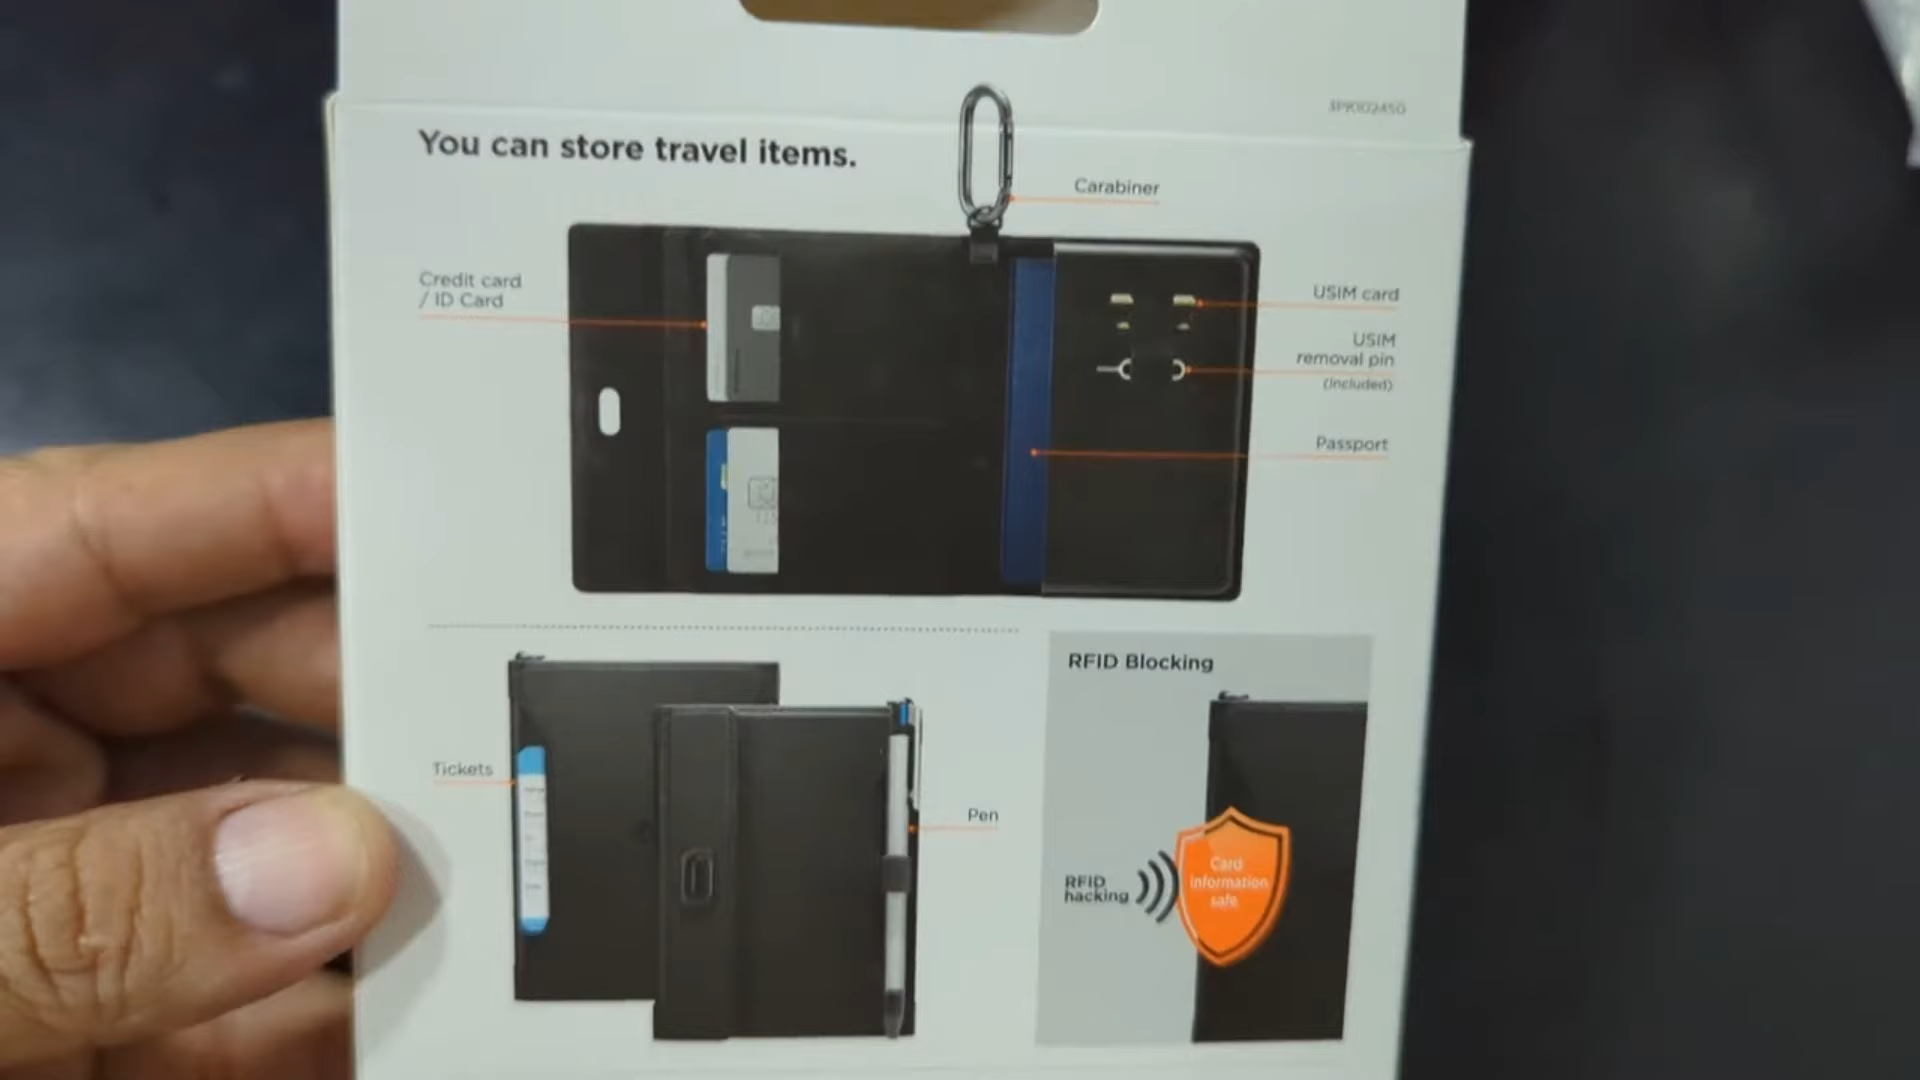 You can store travel items.
Carabiner
Credit card
/ ID Card
USIM card
USIM
removal pin
(Included)
Passport
Tickets
Pen
RFID Blocking
RFID
hacking
Card
information
safe